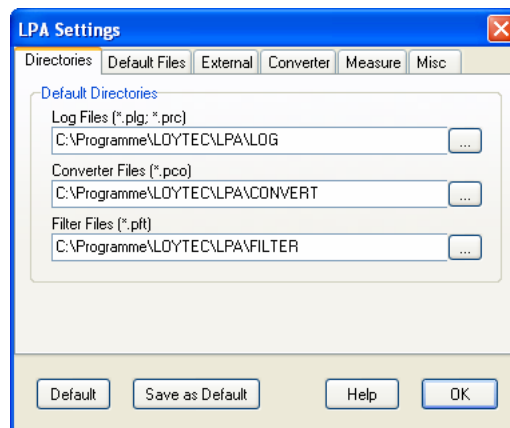 LPA Settings
Directories Default Files External Converter Measure Misc
Default Directories
Log Files (*.plg; *.prc)
C:\Programme\LOYTEC\LPA\LOG
...
Converter Files (*.pco)
C:\Programme\LOYTEC\LPA\CONVERT
...
Filter Files (*.pft)
C:\Programme\LOYTEC\LPA\FILTER
...
Default Save as Default Help OK